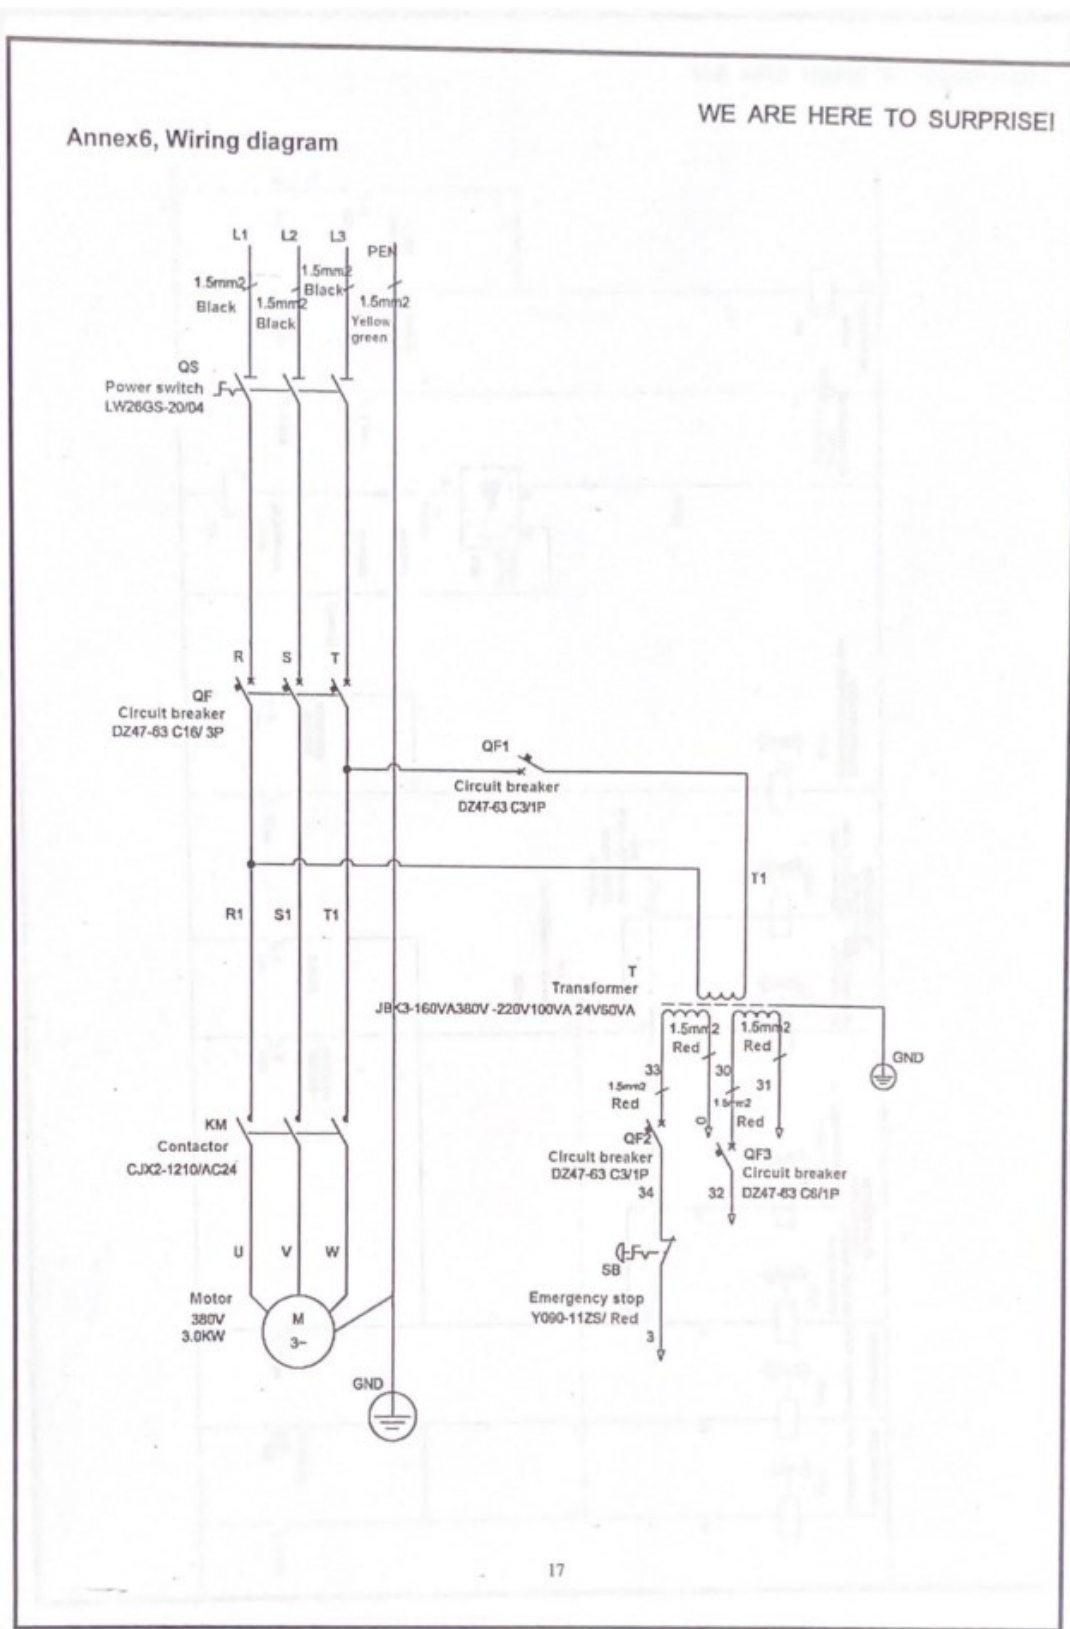 WE ARE HERE TO SURPRISE!
Annex6, Wiring diagram
L1
L2
L3
PEN
1.5mm2
Black
1.5mm2
Black
1.5mm2
Black
1.5mm2
Yellow
green
QS
Power switch
LW26GS-20/04
R
S
T
QF
Circuit breaker
DZ47-63 C16/ 3P
QF1
Circuit breaker
DZ47-63 C3/1P
T1
R1
S1
T1
T
Transformer
JBK3-160VA380V -220V100VA 24V60VA
1.5mm2
Red
1.5mm2
Red
GND
33
30
31
1.5mm2
Red
1.5mm2
Red
0
KM
Contactor
CJX2-1210/AC24
QF2
Circuit breaker
DZ47-63 C3/1P
34
QF3
Circuit breaker
DZ47-63 C6/1P
32
U
V
W
SB
Emergency stop
Y090-11ZS/ Red
3
Motor
380V
3.0KW
M
3~
GND
17